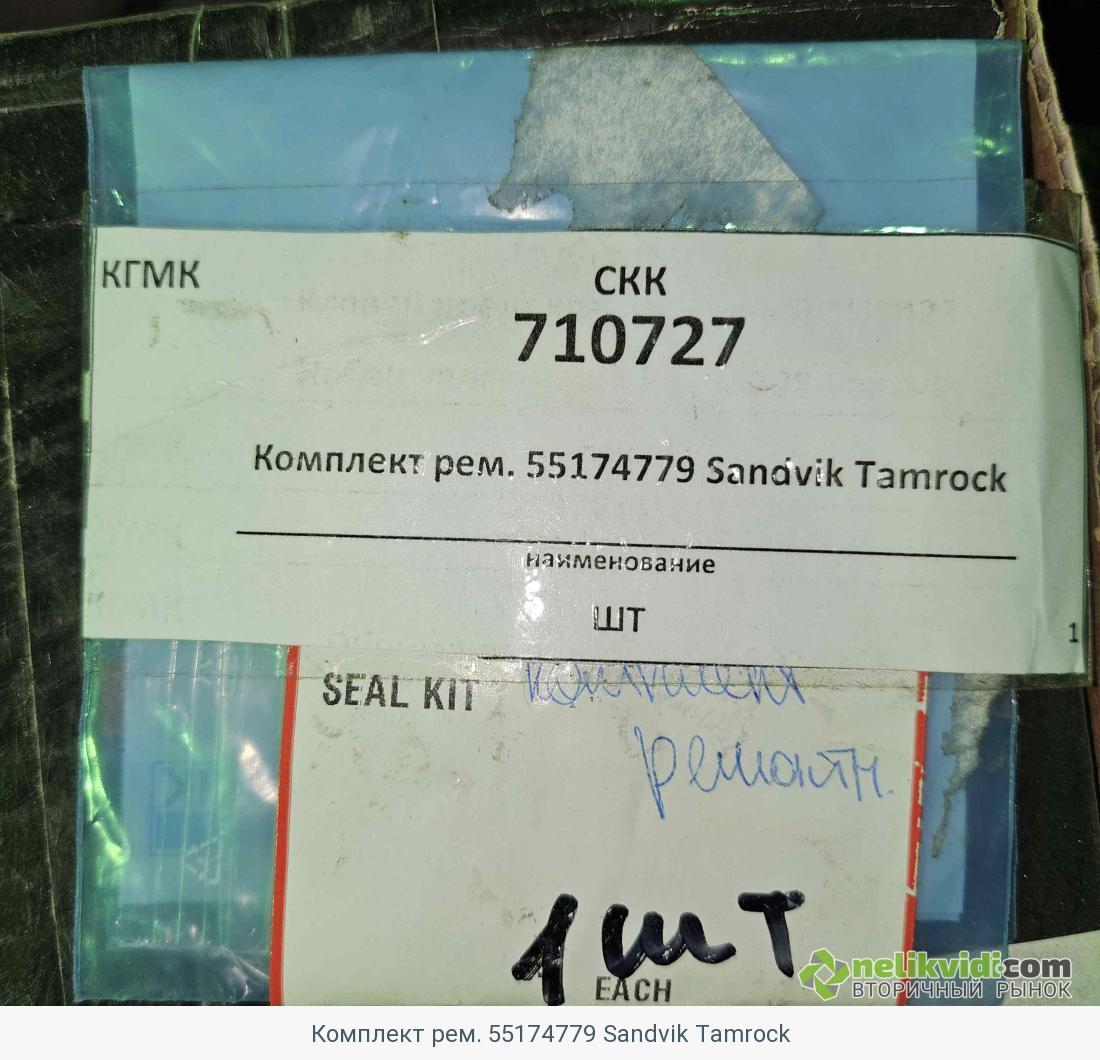 КГМК
СКК
710727
Комплект рем. 55174779 Sandvik Tamrock
наименование
шт
1
SEAL KIT комплект
ремонтн.
1 шт
EACH
nelikvidi.com
ВТОРИЧНЫЙ РЫНОК
Комплект рем. 55174779 Sandvik Tamrock